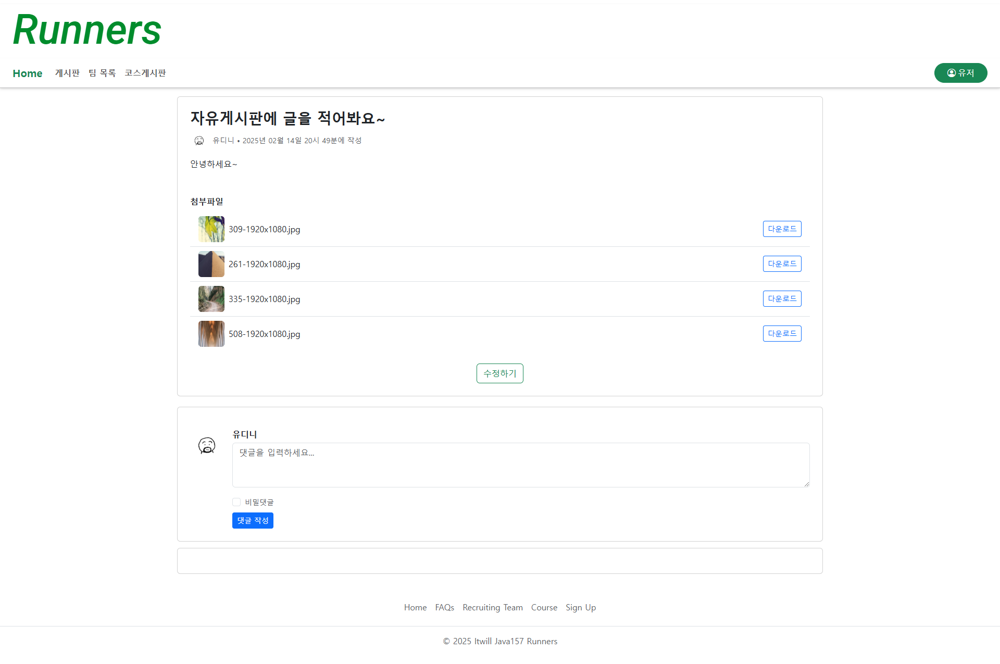 Runners
Home 게시판 팀 목록 코스게시판 유저
자유게시판에 글을 적어봐요~
유디니 • 2025년 02월 14일 20시 49분에 작성
안녕하세요~
첨부파일
309-1920x1080.jpg 다운로드
261-1920x1080.jpg 다운로드
335-1920x1080.jpg 다운로드
508-1920x1080.jpg 다운로드
수정하기
유디니
댓글을 입력하세요...
비밀댓글
댓글 작성
Home FAQs Recruiting Team Course Sign Up
© 2025 Itwill Java157 Runners